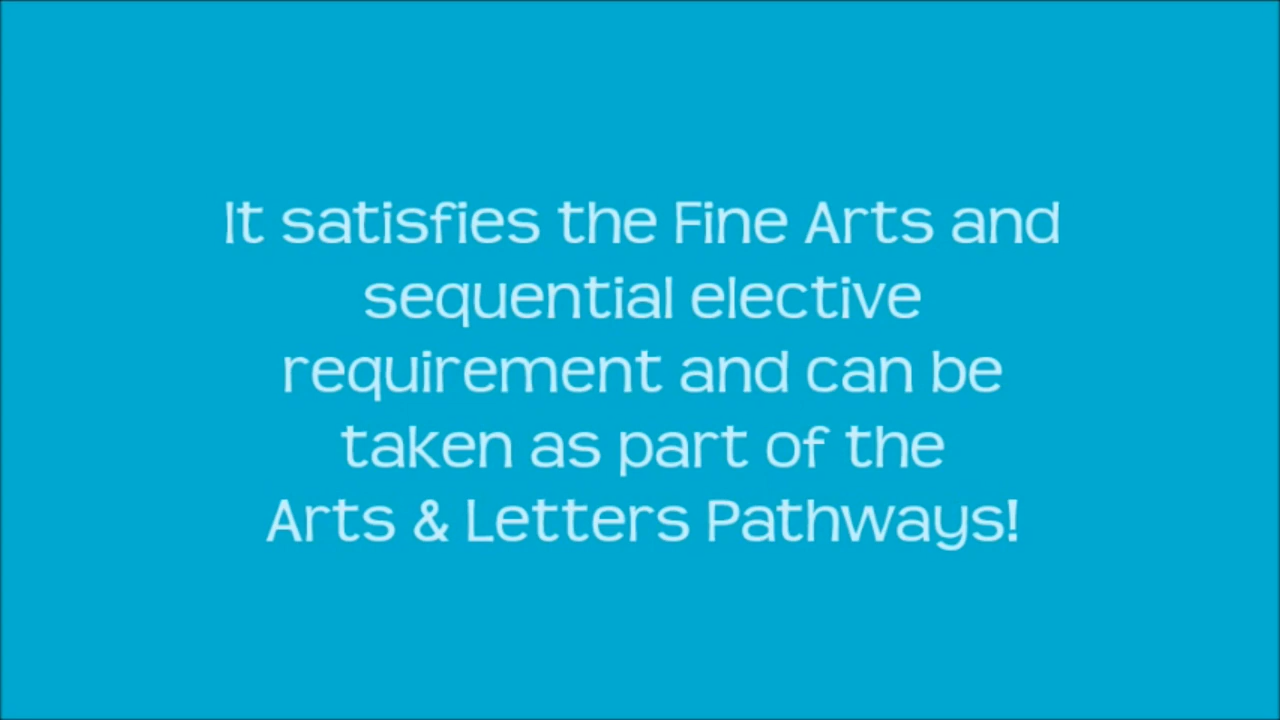 It satisfies the Fine Arts and
sequential elective
requirement and can be
taken as part of the
Arts & Letters Pathways!